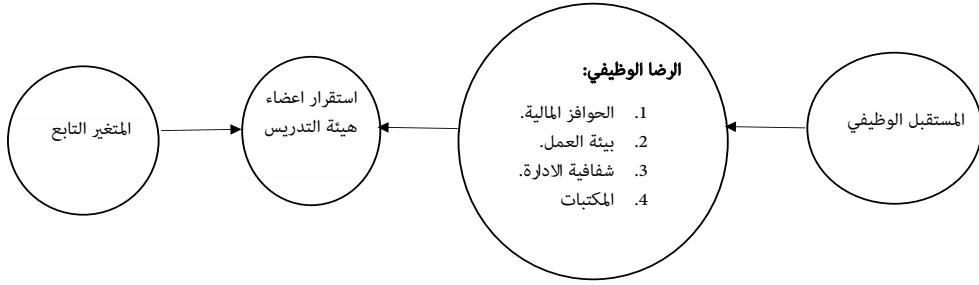 المستقبل الوظيفي
الرضا الوظيفي:
1. الحوافز المالية.
2. بيئة العمل.
3. شفافية الادارة.
4. المكتبات
استقرار اعضاء
هيئة التدريس
المتغير التابع